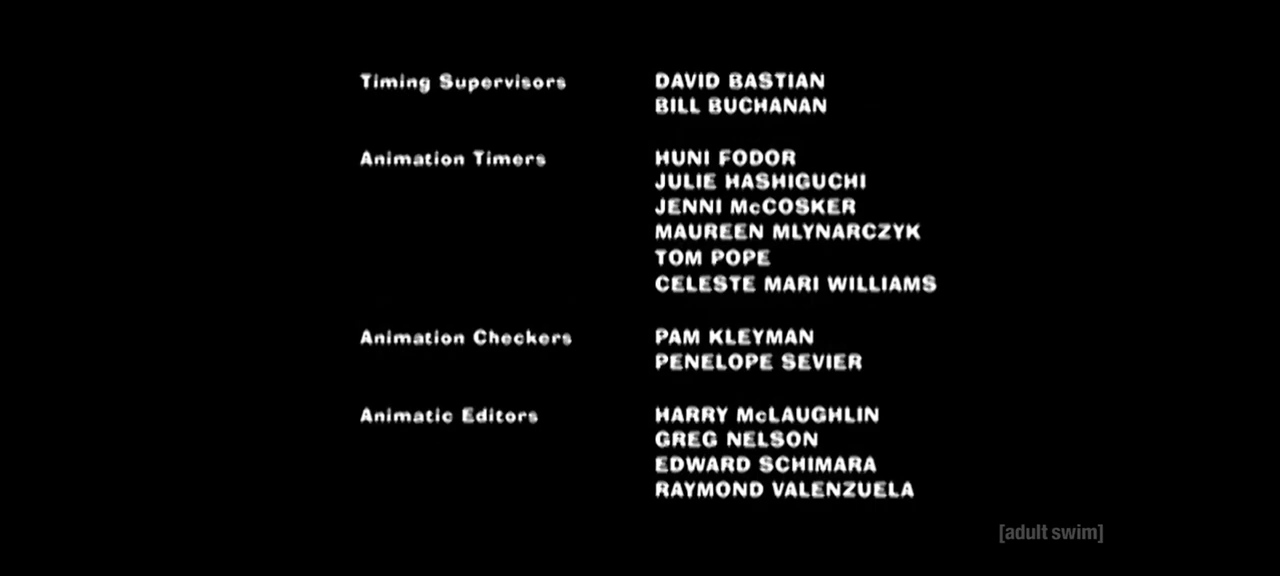 Timing Supervisors DAVID BASTIAN
BILL BUCHANAN
Animation Timers HUNI FODOR
JULIE HASHIGUCHI
JENNI McCOSKER
MAUREEN MLYNARCZYK
TOM POPE
CELESTE MARI WILLIAMS
Animation Checkers PAM KLEYMAN
PENELOPE SEVIER
Animatic Editors HARRY McLAUGHLIN
GREG NELSON
EDWARD SCHIMARA
RAYMOND VALENZUELA
[adult swim]